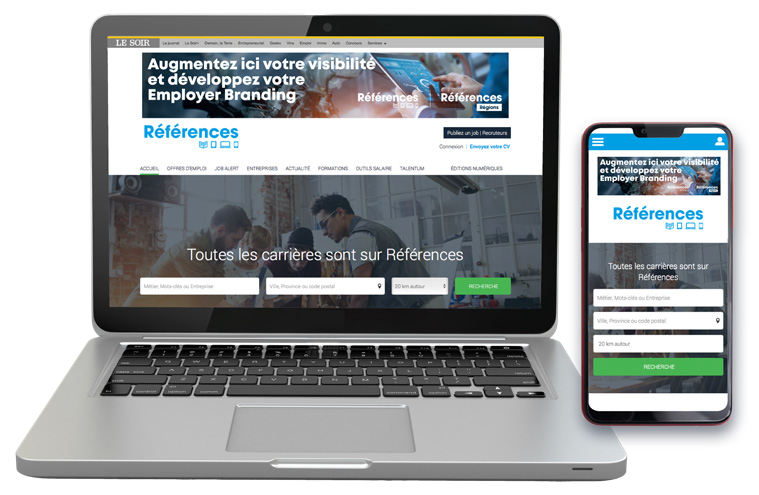 LE SOIR Le journal Le Soir+ Demain, la Terre Entrepreneuriat Geeko Vlan Emploi Immo Auto Concours Services
Augmentez ici votre visibilité
et développez votre
Employer Branding
Références
Références
Régions
Références
Publiez un job | Recruteurs
Connexion | Envoyez votre CV
ACCUEIL OFFRES D'EMPLOI JOB ALERT ENTREPRISES ACTUALITÉ FORMATIONS OUTILS SALAIRE TALENTUM ÉDITIONS NUMÉRIQUES
Toutes les carrières sont sur Références
Métier, Mots-clés ou Entreprise
Ville, Province ou code postal
20 km autour
RECHERCHE
Augmentez ici votre visibilité
et développez votre
Employer Branding
Références
Toutes les carrières sont sur
Références
Métier, Mots-clés ou Entreprise
Ville, Province ou code postal
20 km autour
RECHERCHE